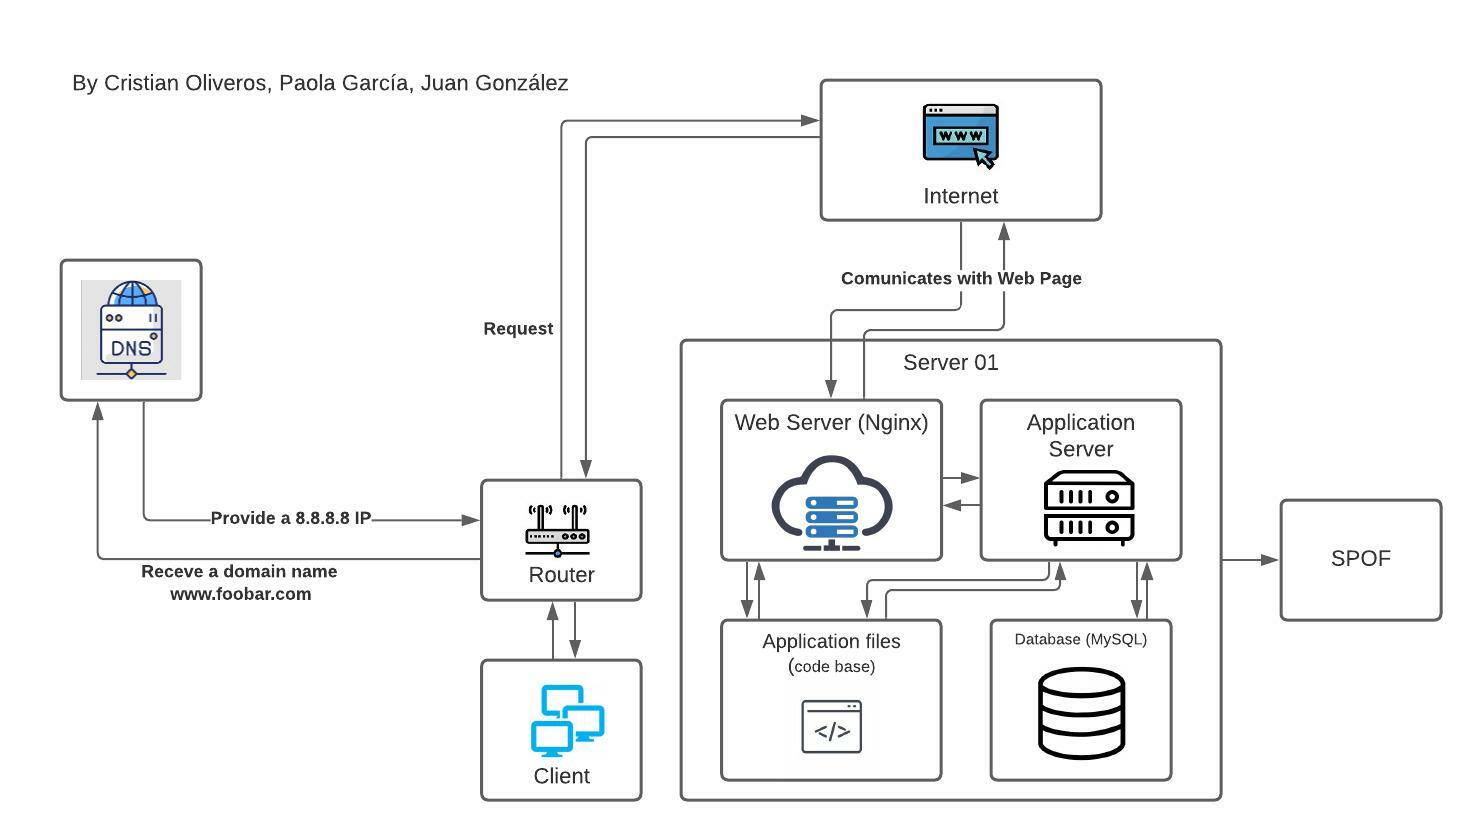 By Cristian Oliveros, Paola García, Juan González
WWW
Internet
Comunicates with Web Page
DNS
Request
Server 01
Web Server (Nginx)
Application
Server
Provide a 8.8.8.8 IP
Receve a domain name
www.foobar.com
Router
SPOF
Application files
(code base)
</>
Database (MySQL)
Client